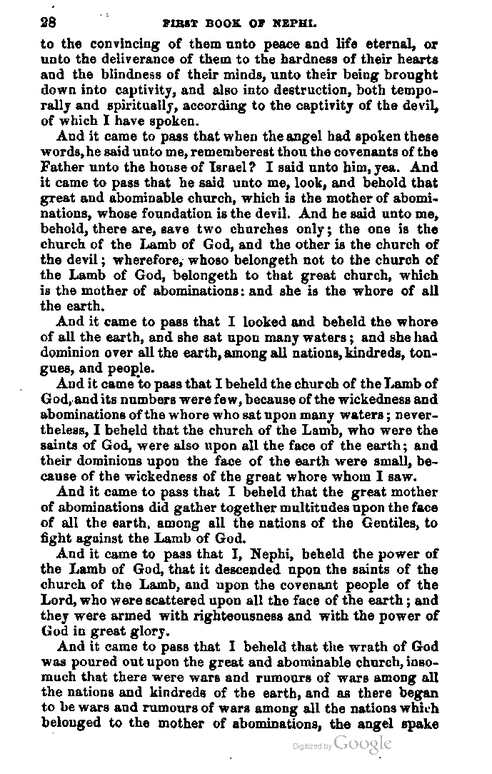 28 FIRST BOOK OF NEPHI.
to the convincing of them unto peace and life eternal, or
unto the deliverance of them to the hardness of their hearts
and the blindness of their minds, unto their being brought
down into captivity, and also into destruction, both tempo-
rally and spiritually, according to the captivity of the devil,
of which I have spoken.
And it came to pass that when the angel had spoken these
words, he said unto me, rememberest thou the covenants of the
Father unto the house of Israel? I said unto him, yea. And
it came to pass that he said unto me, look, and behold that
great and abominable church, which is the mother of abomi-
nations, whose foundation is the devil. And he said unto me,
behold, there are, save two churches only; the one is the
church of the Lamb of God, and the other is the church of
the devil; wherefore, whoso belongeth not to the church of
the Lamb of God, belongeth to that great church, which
is the mother of abominations: and she is the whore of all
the earth.
And it came to pass that I looked and beheld the whore
of all the earth, and she sat upon many waters; and she had
dominion over all the earth, among all nations, kindreds, ton-
gues, and people.
And it came to pass that I beheld the church of the Lamb of
God, and its numbers were few, because of the wickedness and
abominations of the whore who sat upon many waters; never-
theless, I beheld that the church of the Lamb, who were the
saints of God, were also upon all the face of the earth; and
their dominions upon the face of the earth were small, be-
cause of the wickedness of the great whore whom I saw.
And it came to pass that I beheld that the great mother
of abominations did gather together multitudes upon the face
of all the earth, among all the nations of the Gentiles, to
fight against the Lamb of God.
And it came to pass that I, Nephi, beheld the power of
the Lamb of God, that it descended upon the saints of the
church of the Lamb, and upon the covenant people of the
Lord, who were scattered upon all the face of the earth; and
they were armed with righteousness and with the power of
God in great glory.
And it came to pass that I beheld that the wrath of God
was poured out upon the great and abominable church, inso-
much that there were wars and rumours of wars among all
the nations and kindreds of the earth, and as there began
to be wars and rumours of wars among all the nations which
belonged to the mother of abominations, the angel spake
Digitized by Google